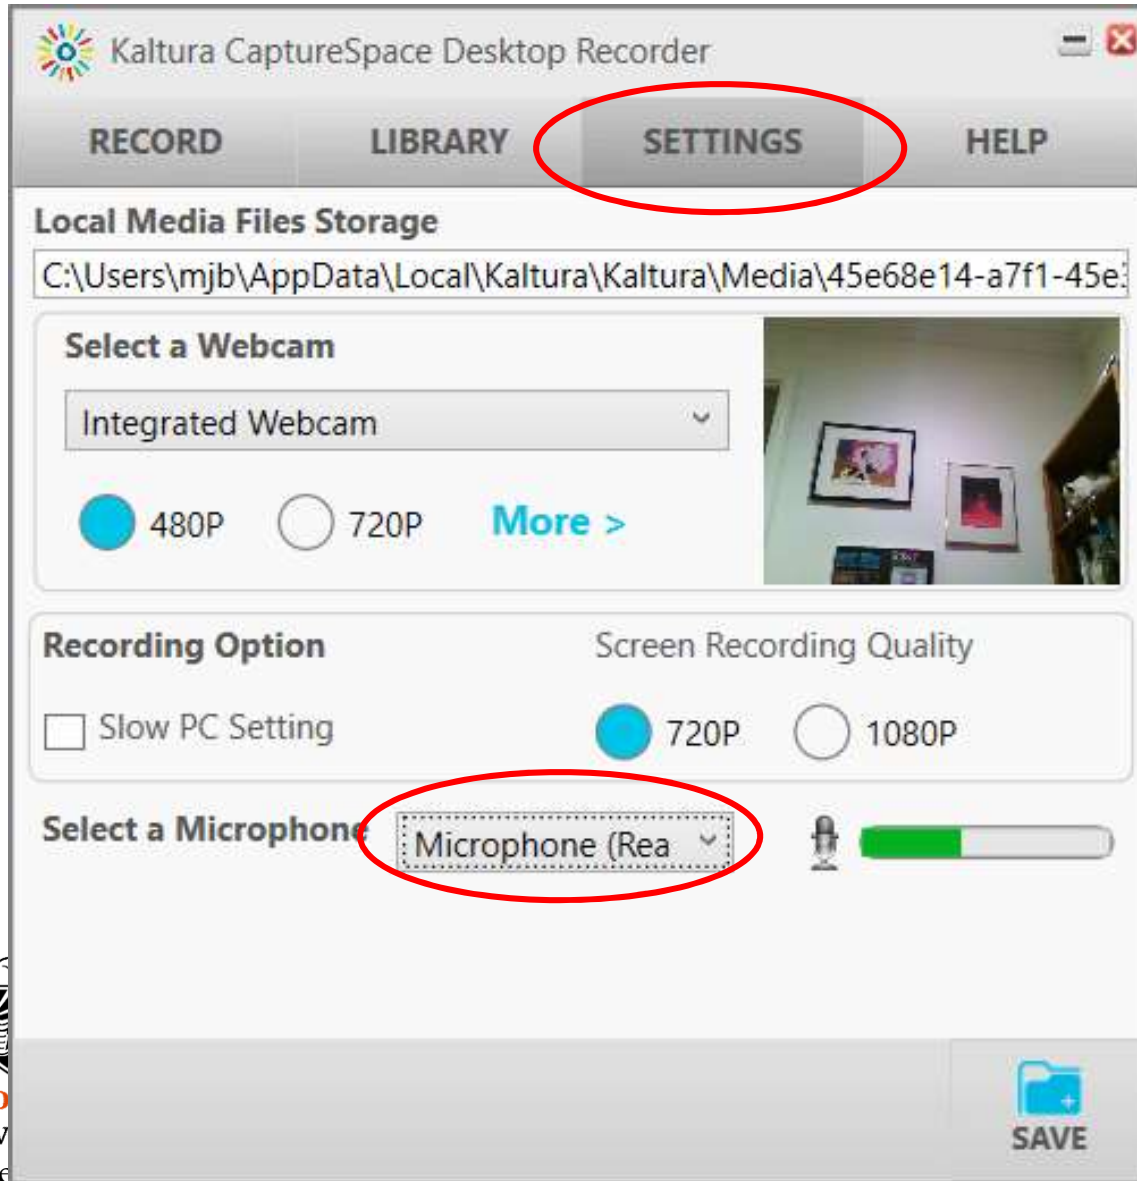 Kaltura CaptureSpace Desktop Recorder
RECORD LIBRARY SETTINGS HELP
Local Media Files Storage
C:\Users\mjb\AppData\Local\Kaltura\Kaltura\Media\45e68e14-a7f1-45e3
Select a Webcam
Integrated Webcam
480P 720P More >
Recording Option Screen Recording Quality
Slow PC Setting 720P 1080P
Select a Microphone Microphone (Rea
SAVE